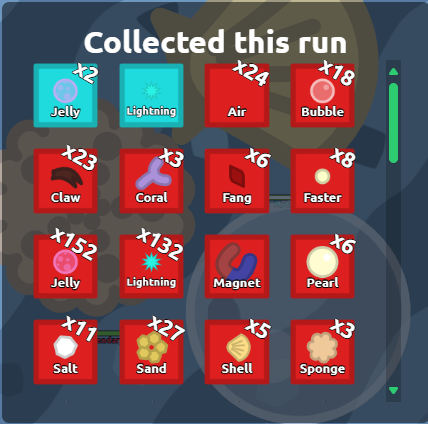 Collected this run
x2 x24 x18
Jelly Lightning Air Bubble
x23 x3 x6 x8
Claw Coral Fang Faster
x152 x132 x6
Jelly Lightning Magnet Pearl
x11 x27 x5 x3
Salt Sand Shell Sponge